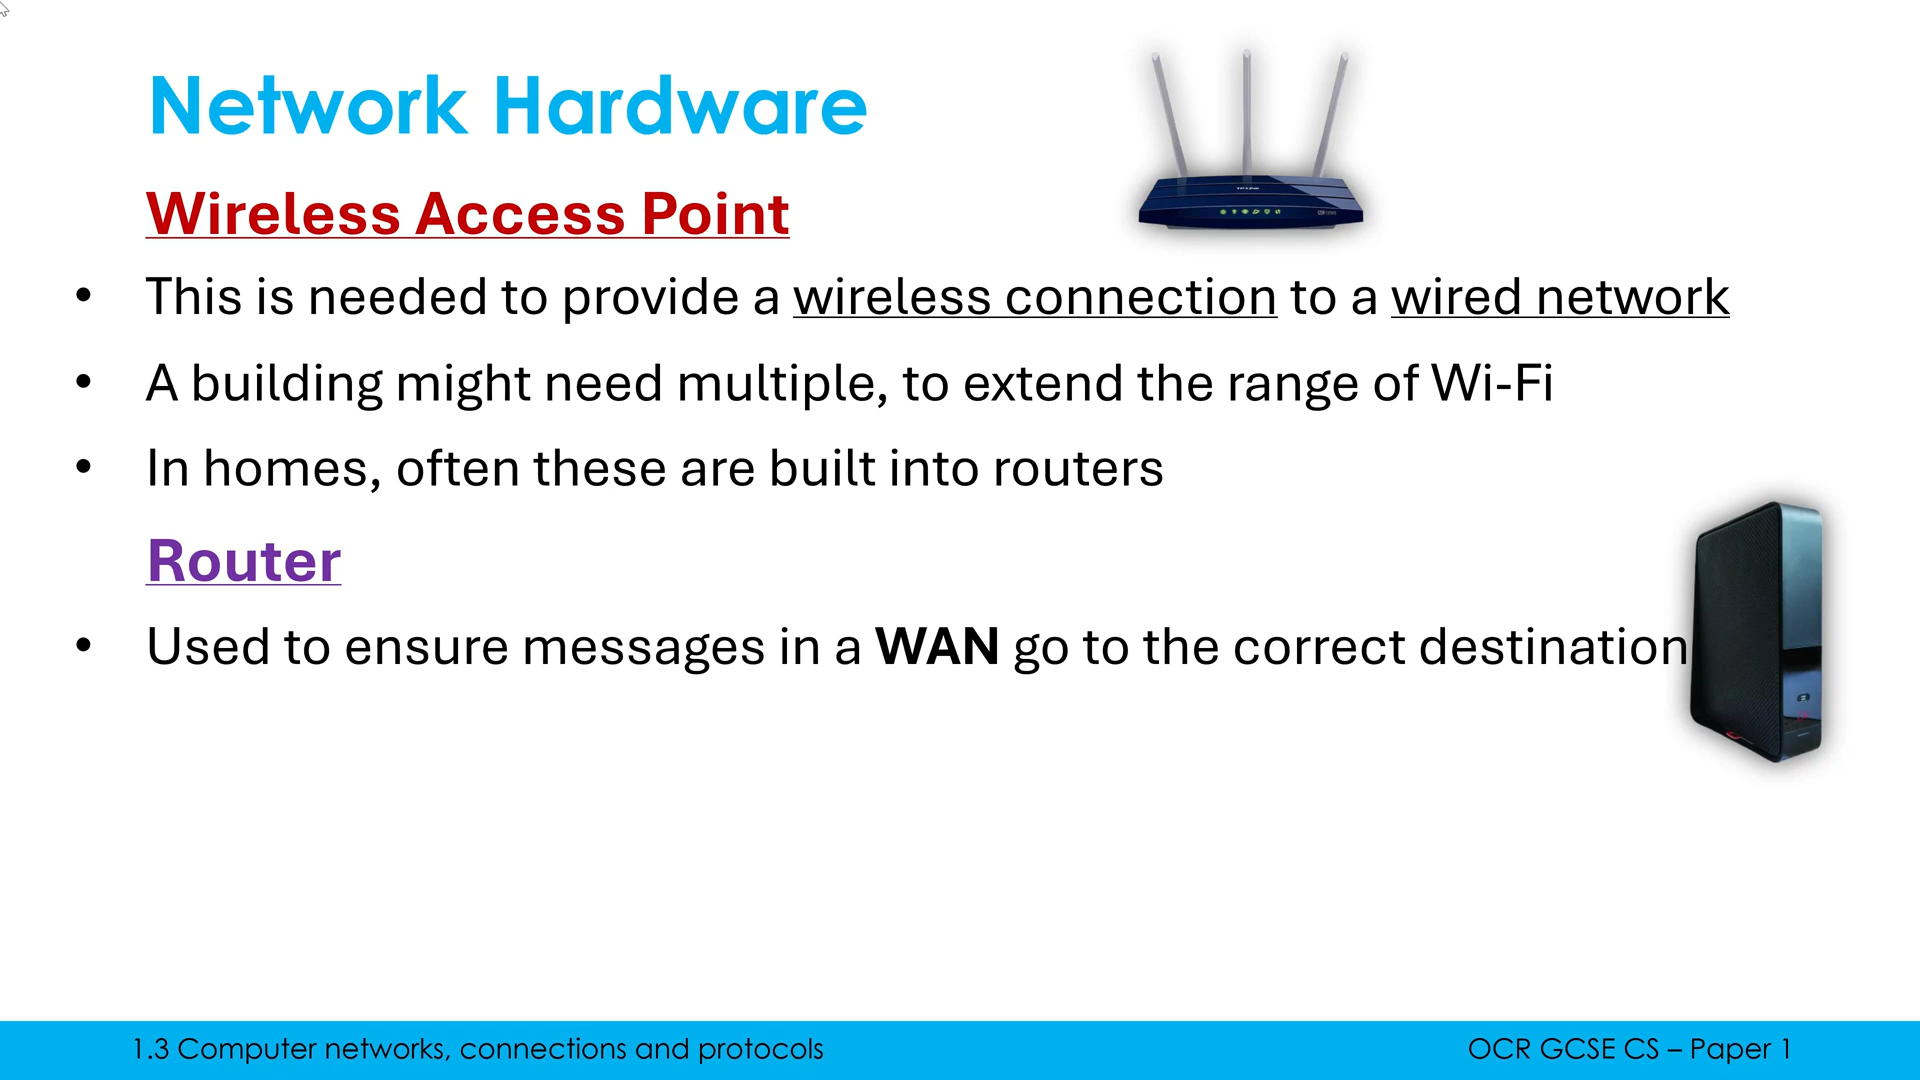 Network Hardware
Wireless Access Point
• This is needed to provide a wireless connection to a wired network
• A building might need multiple, to extend the range of Wi-Fi
• In homes, often these are built into routers
Router
• Used to ensure messages in a WAN go to the correct destination
1.3 Computer networks, connections and protocols
OCR GCSE CS – Paper 1